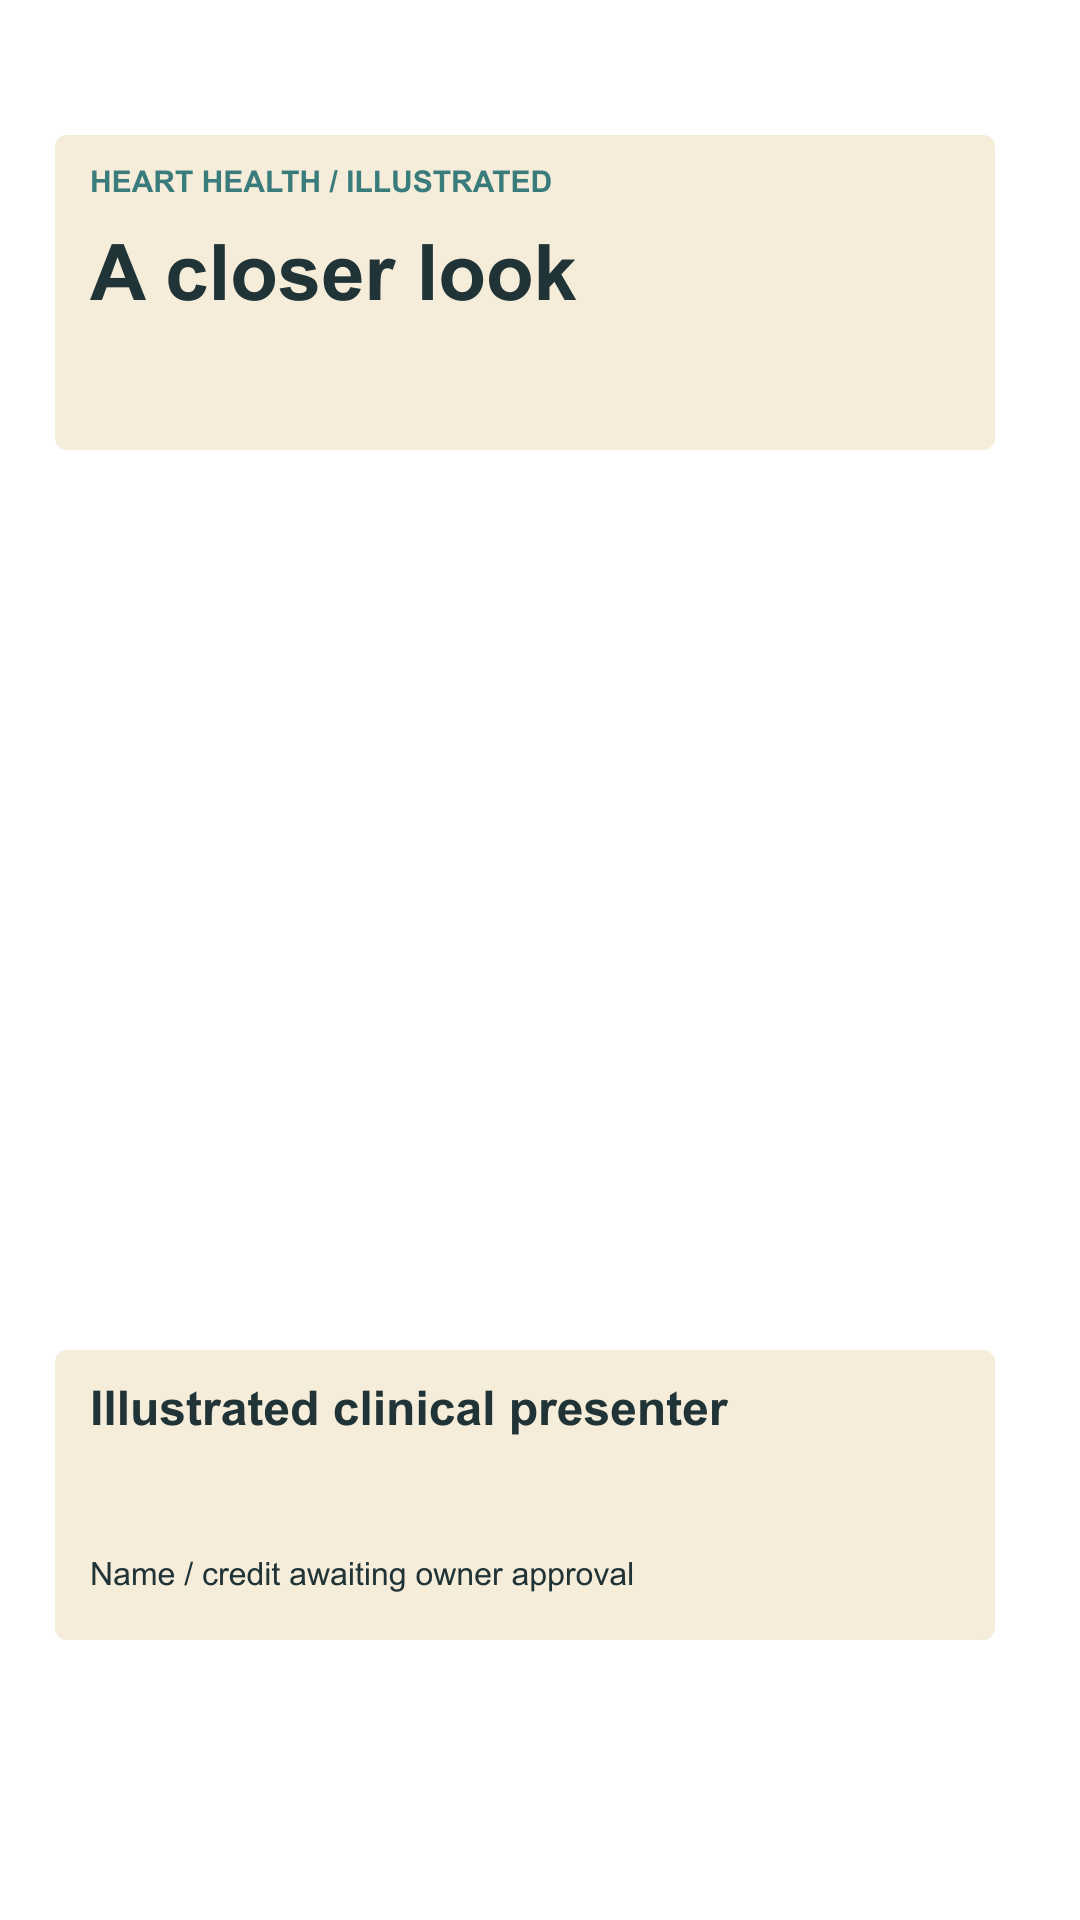 HEART HEALTH / ILLUSTRATED
A closer look
Illustrated clinical presenter
Name / credit awaiting owner approval